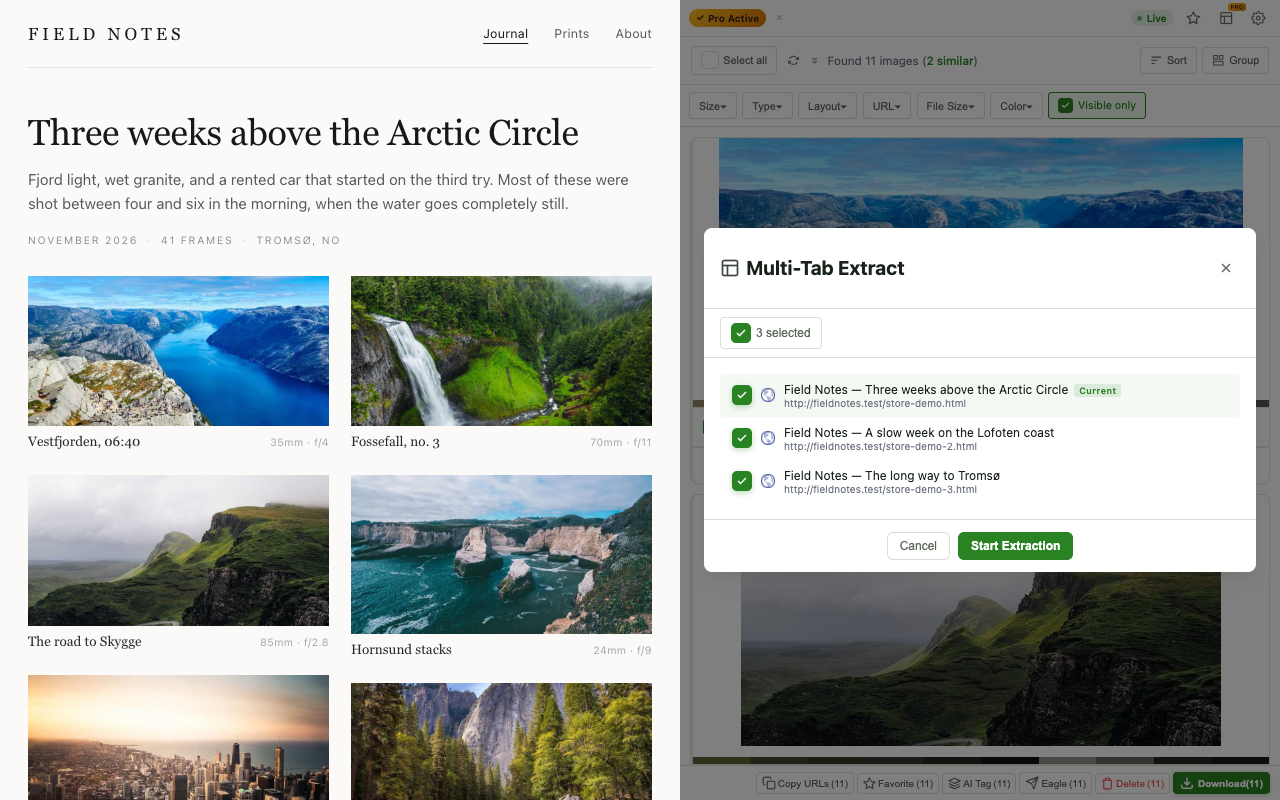 FIELD NOTES
Journal
Prints
About
Three weeks above the Arctic Circle
Fjord light, wet granite, and a rented car that started on the third try. Most of these were
shot between four and six in the morning, when the water goes completely still.
NOVEMBER 2026 · 41 FRAMES · TROMSØ, NO
Vestfjorden, 06:40
35mm · f/4
Fossefall, no. 3
70mm · f/11
The road to Skygge
85mm · f/2.8
Hornsund stacks
24mm · f/9
Pro Active
×
Live
PRO
Select all
Found 11 images (2 similar)
Sort
Group
Size
Type
Layout
URL
File Size
Color
Visible only
Multi-Tab Extract
3 selected
Field Notes — Three weeks above the Arctic Circle
Current
http://fieldnotes.test/store-demo.html
Field Notes — A slow week on the Lofoten coast
http://fieldnotes.test/store-demo-2.html
Field Notes — The long way to Tromsø
http://fieldnotes.test/store-demo-3.html
Cancel
Start Extraction
Copy URLs (11)
Favorite (11)
AI Tag (11)
Eagle (11)
Delete (11)
Download(11)